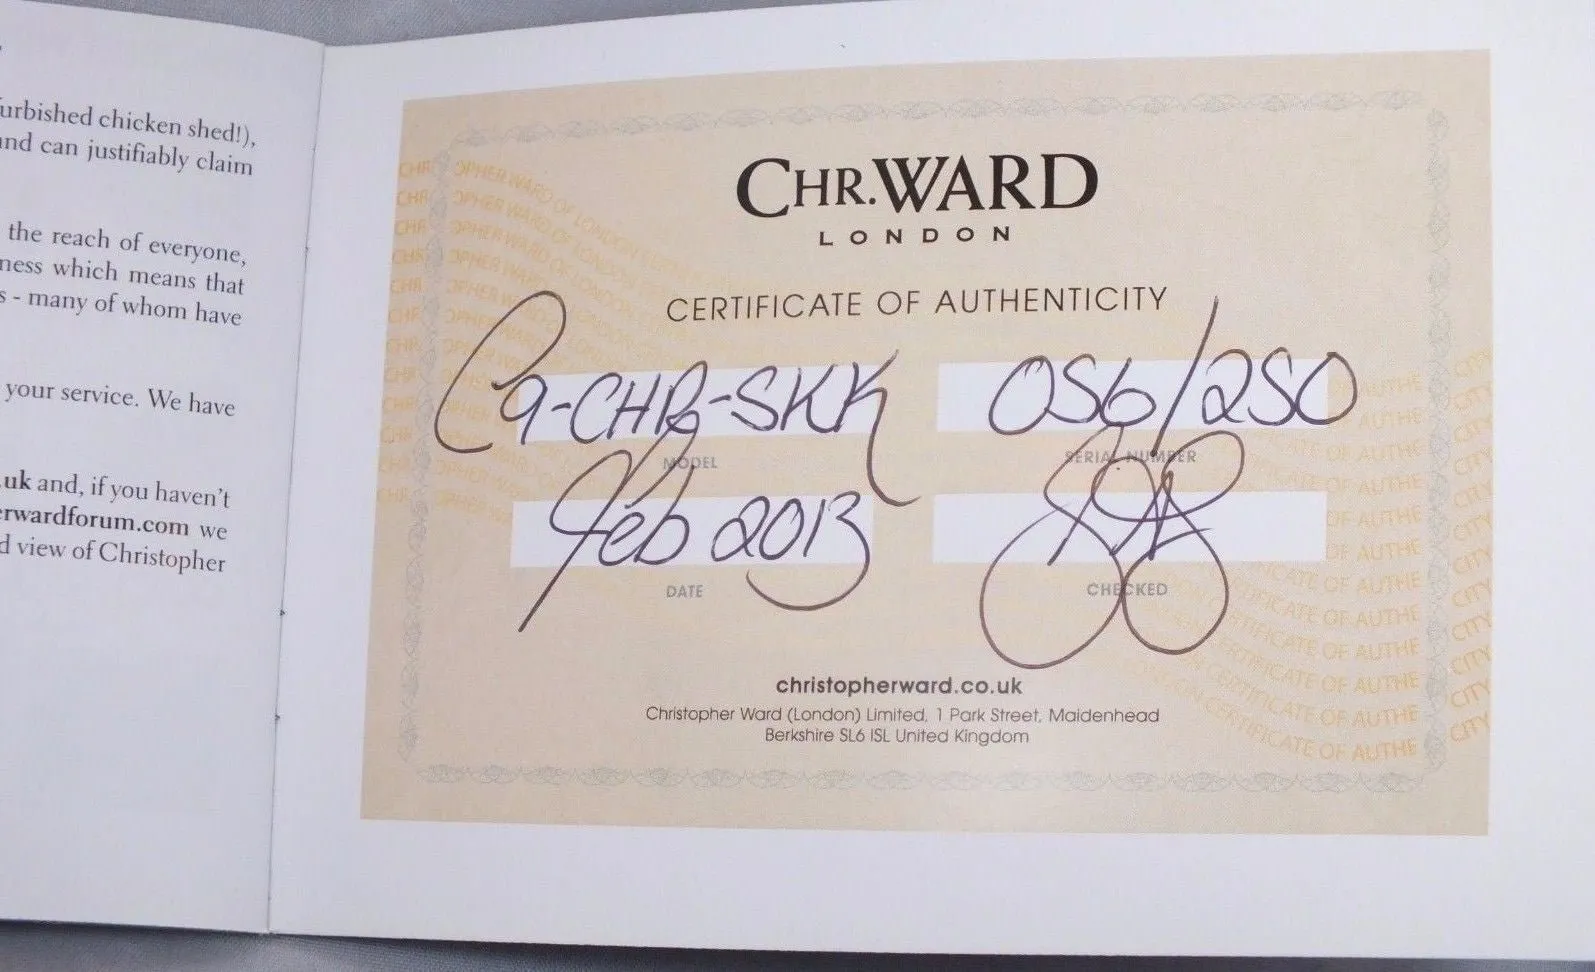 urbished chicken shed!),
nd can justifiably claim
the reach of everyone,
ness which means that
s - many of whom have
your service. We have
.uk and, if you haven't
erwardforum.com we
d view of Christopher
CHR.WARD
LONDON
CERTIFICATE OF AUTHENTICITY
C9-CHR-SKK 056/250
MODEL SERIAL NUMBER
Feb 2013
DATE CHECKED
christopherward.co.uk
Christopher Ward (London) Limited, 1 Park Street, Maidenhead
Berkshire SL6 ISL United Kingdom